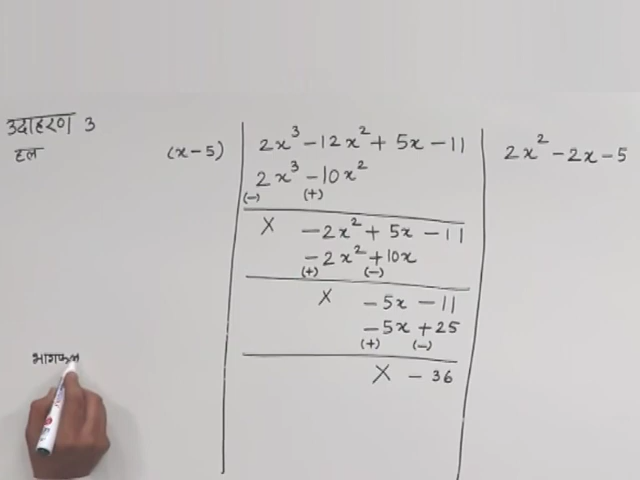 उदाहरण 3
हल (x-5) 2x³-12x²+5x-11 2x²-2x-5
2x³-10x²
(-) (+)
X -2x²+5x-11
-2x²+10x
(+) (-)
X -5x-11
-5x+25
(+) (-)
X -36
भागफल